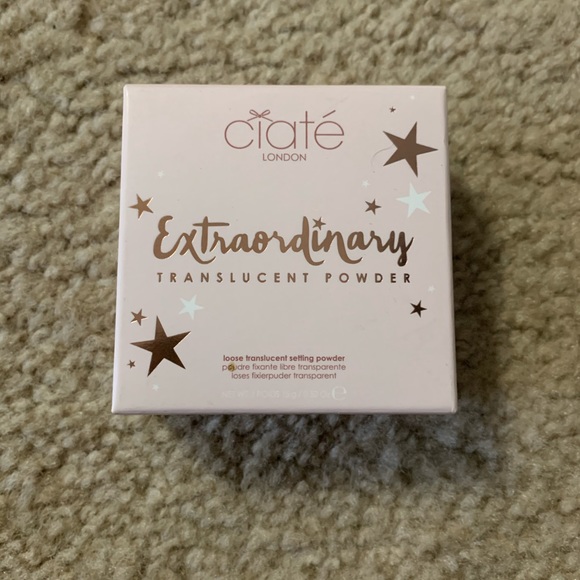 ciaté
LONDON
Extraordinary
TRANSLUCENT POWDER
loose translucent setting powder
poudre fixante libre transparente
loses fixierpuder transparent